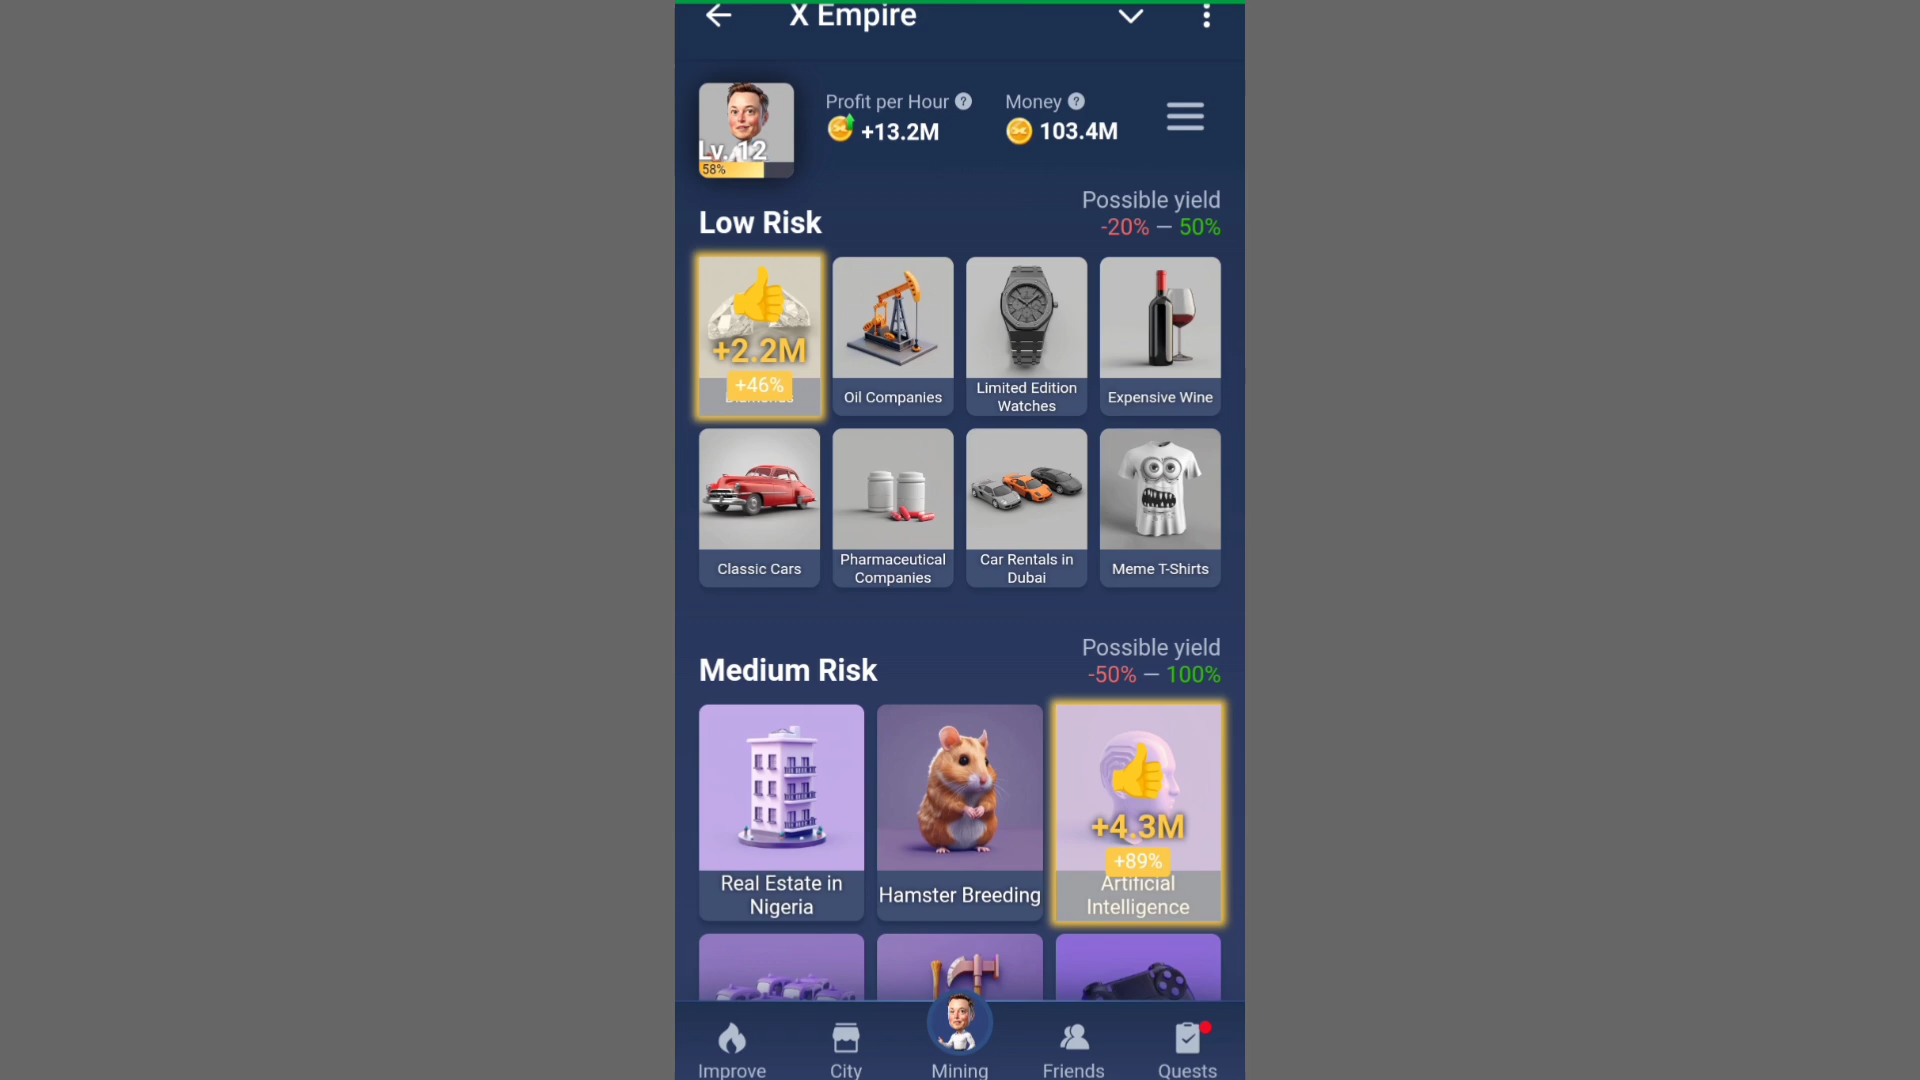 X Empire
Profit per Hour ?
+13.2M
Money ?
103.4M
Lv. 12
58%
Low Risk
Possible yield
-20% — 50%
+2.2M
+46%
Diamonds
Oil Companies
Limited Edition
Watches
Expensive Wine
Classic Cars
Pharmaceutical
Companies
Car Rentals in
Dubai
Meme T-Shirts
Medium Risk
Possible yield
-50% — 100%
Real Estate in
Nigeria
Hamster Breeding
+4.3M
+89%
Artificial
Intelligence
Improve
City
Mining
Friends
Quests